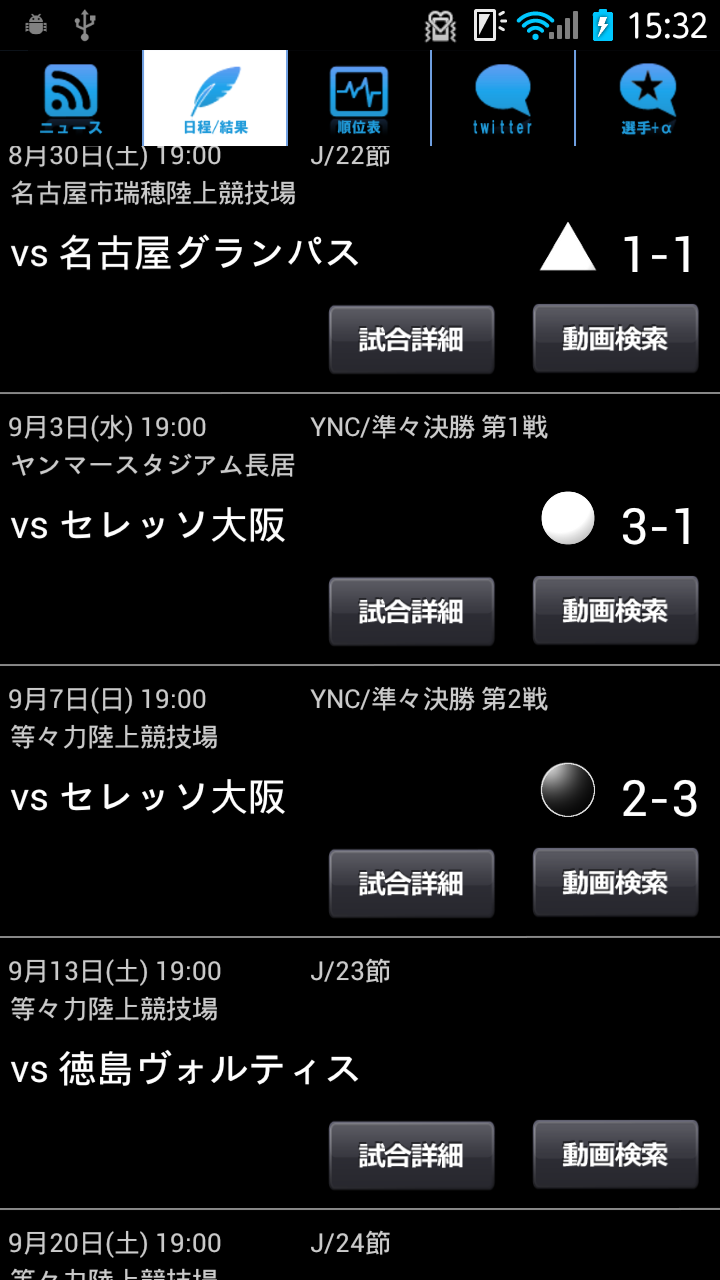 15:32
ニュース
日程/結果
順位表
twitter
選手+α
8月30日(土) 19:00 J/22節
名古屋市瑞穂陸上競技場
vs 名古屋グランパス 1-1
試合詳細 動画検索
9月3日(水) 19:00 YNC/準々決勝 第1戦
ヤンマースタジアム長居
vs セレッソ大阪 3-1
試合詳細 動画検索
9月7日(日) 19:00 YNC/準々決勝 第2戦
等々力陸上競技場
vs セレッソ大阪 2-3
試合詳細 動画検索
9月13日(土) 19:00 J/23節
等々力陸上競技場
vs 徳島ヴォルティス
試合詳細 動画検索
9月20日(土) 19:00 J/24節
等々力陸上競技場